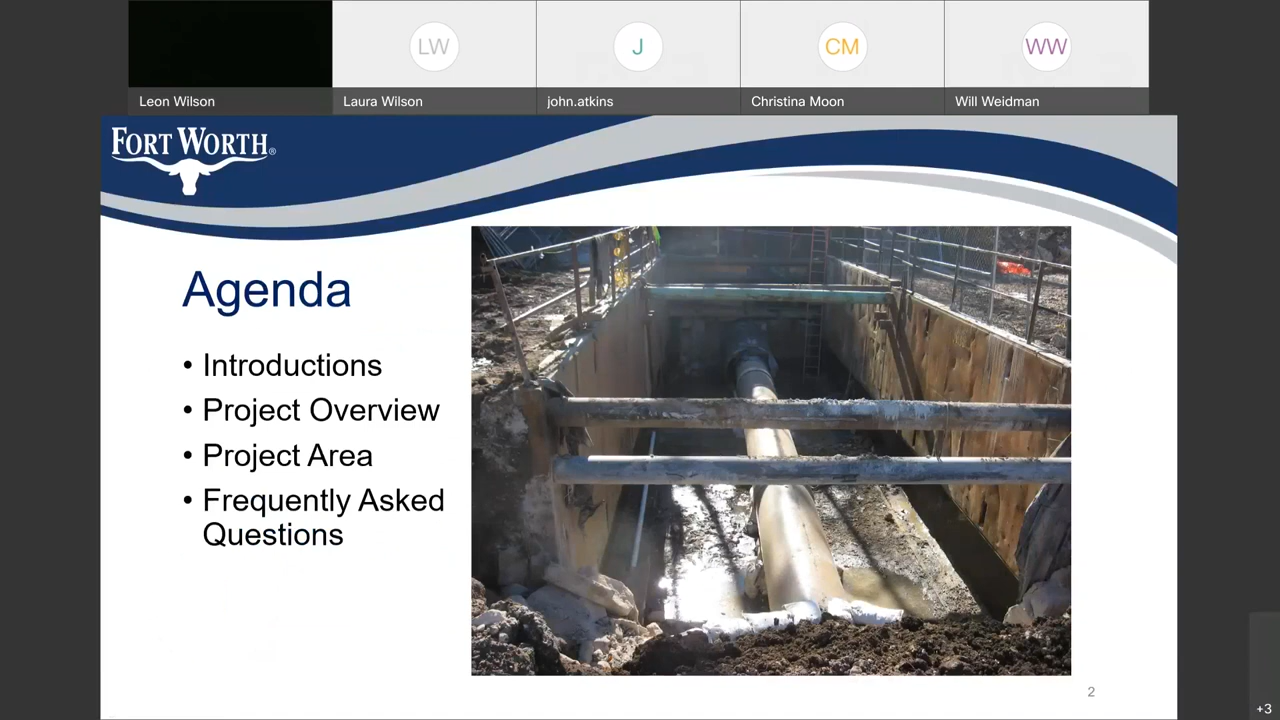 LW
J
CM
WW
Leon Wilson
Laura Wilson
john.atkins
Christina Moon
Will Weidman
FORT WORTH®
Agenda
• Introductions
• Project Overview
• Project Area
• Frequently Asked
Questions
2
+3